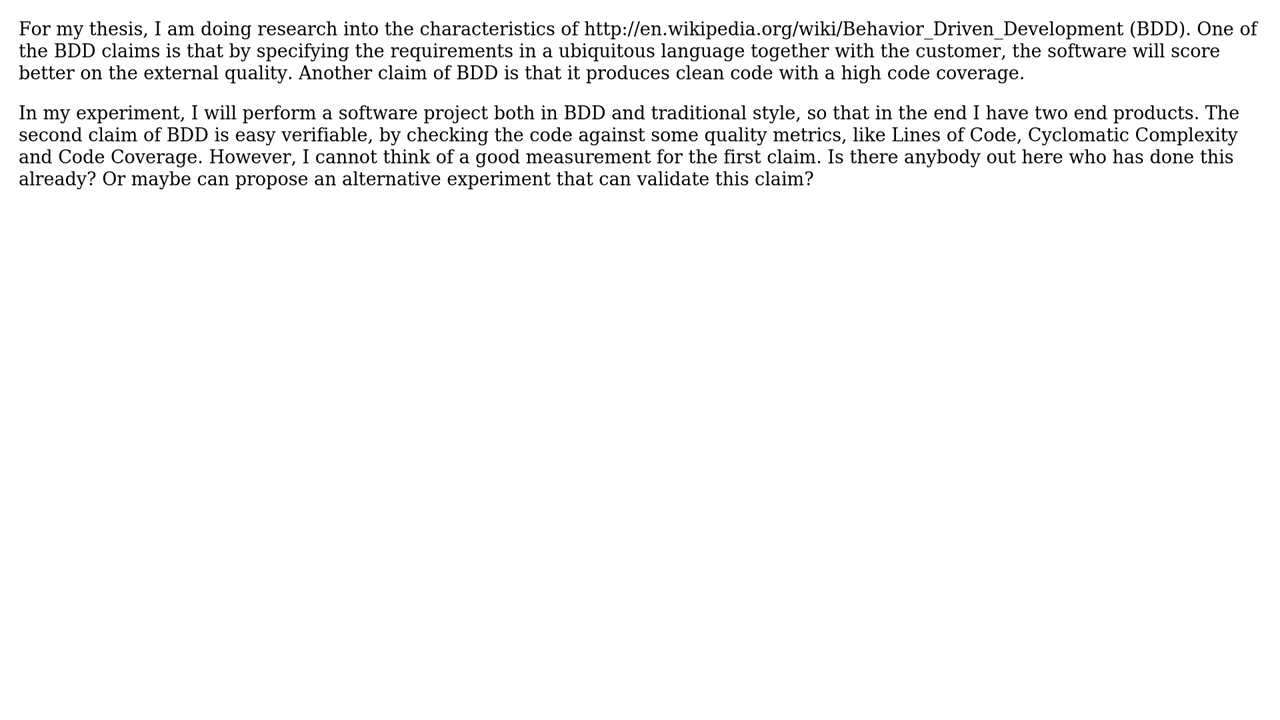 For my thesis, I am doing research into the characteristics of http://en.wikipedia.org/wiki/Behavior_Driven_Development (BDD). One of
the BDD claims is that by specifying the requirements in a ubiquitous language together with the customer, the software will score
better on the external quality. Another claim of BDD is that it produces clean code with a high code coverage.
In my experiment, I will perform a software project both in BDD and traditional style, so that in the end I have two end products. The
second claim of BDD is easy verifiable, by checking the code against some quality metrics, like Lines of Code, Cyclomatic Complexity
and Code Coverage. However, I cannot think of a good measurement for the first claim. Is there anybody out here who has done this
already? Or maybe can propose an alternative experiment that can validate this claim?